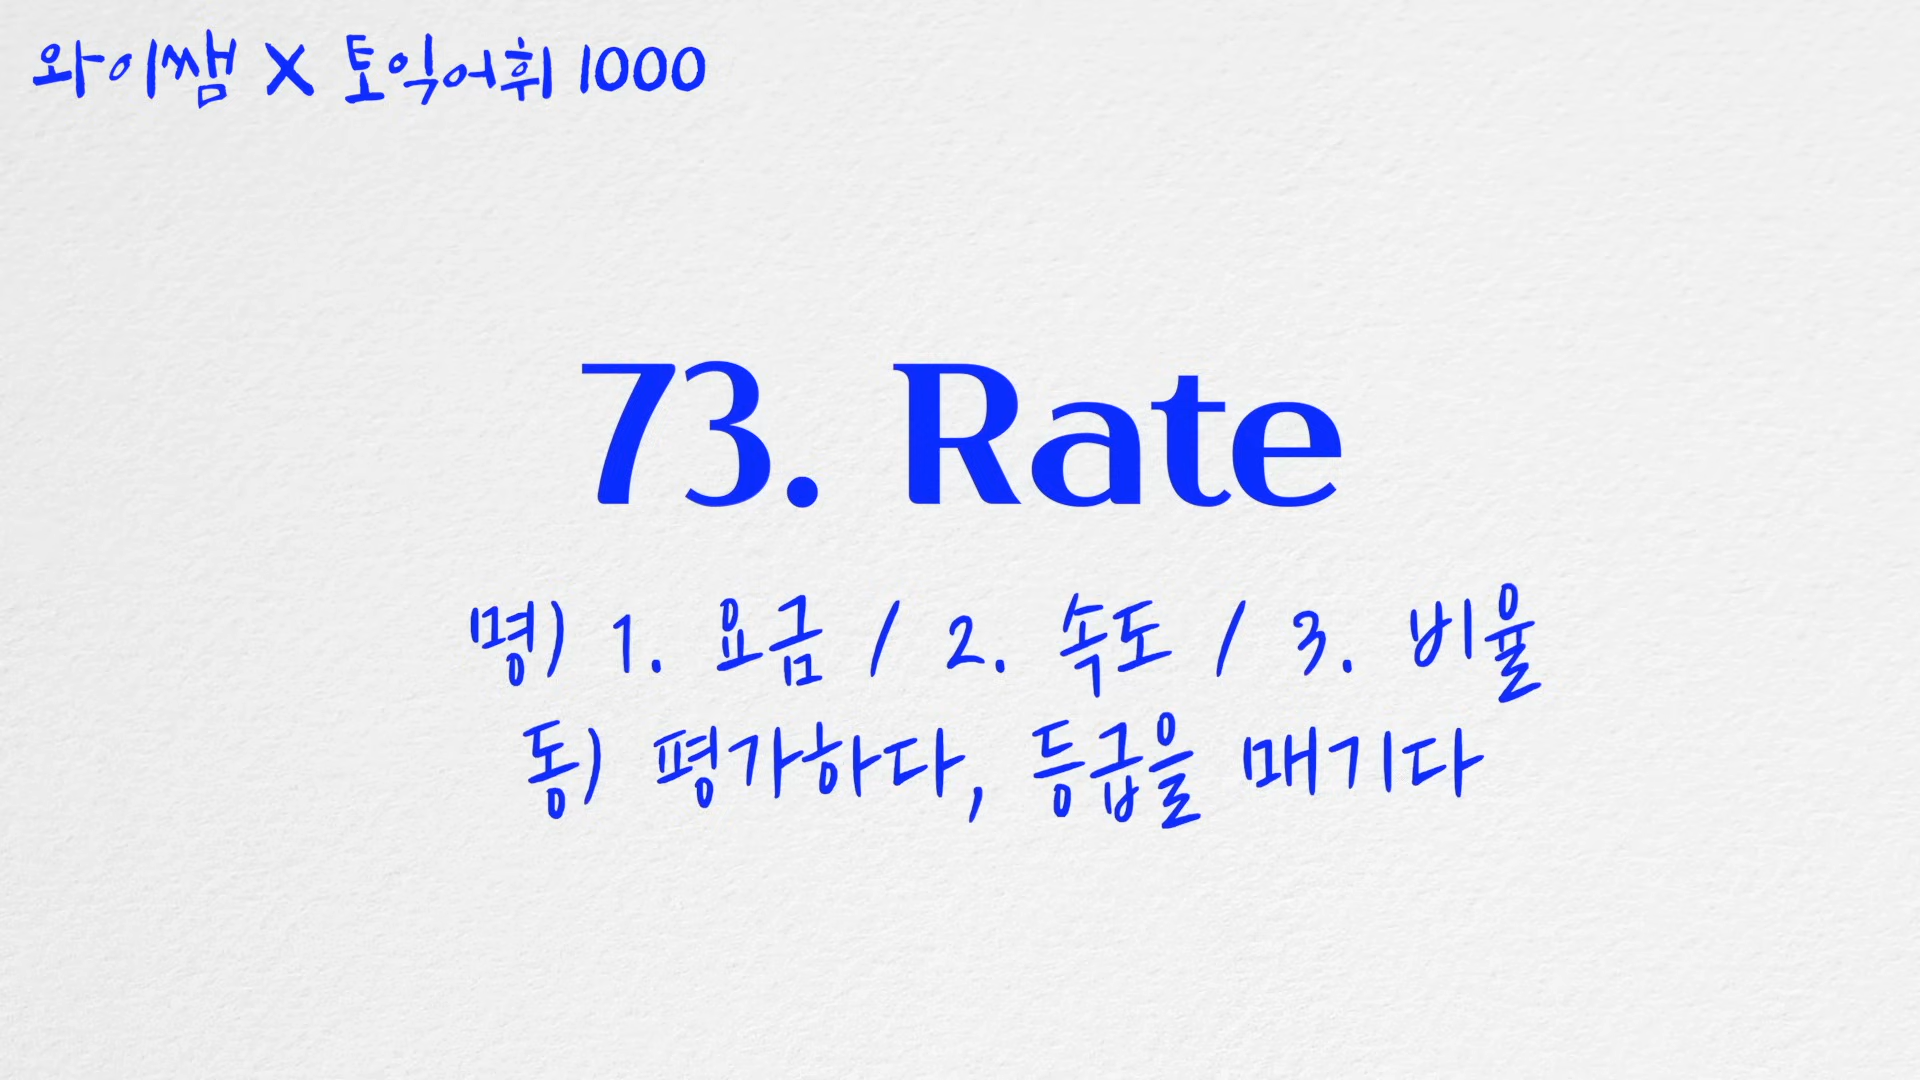 와이쌤 X 토익어휘 1000
73. Rate
명) 1. 요금 / 2. 속도 / 3. 비율
동) 평가하다, 등급을 매기다